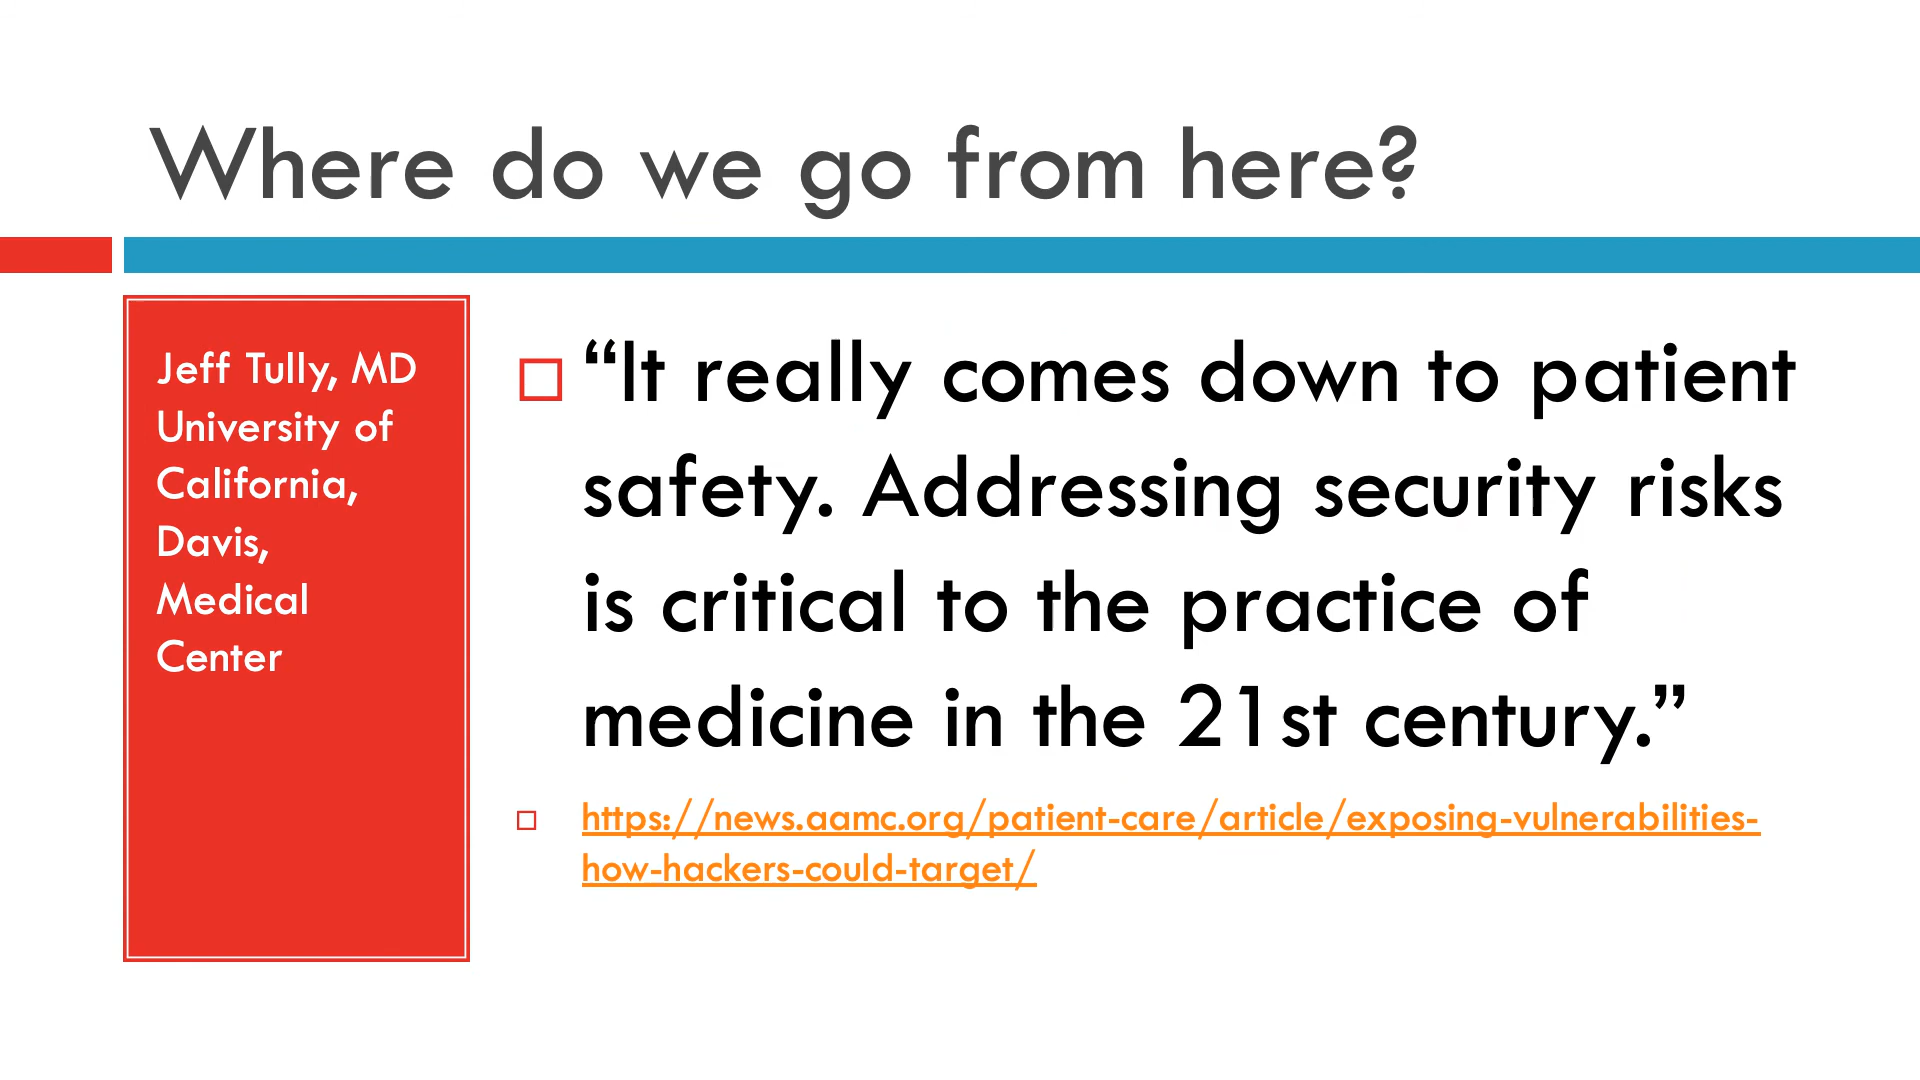 Where do we go from here?
Jeff Tully, MD
University of
California,
Davis,
Medical
Center
“It really comes down to patient
safety. Addressing security risks
is critical to the practice of
medicine in the 21st century.”
https://news.aamc.org/patient-care/article/exposing-vulnerabilities-
how-hackers-could-target/